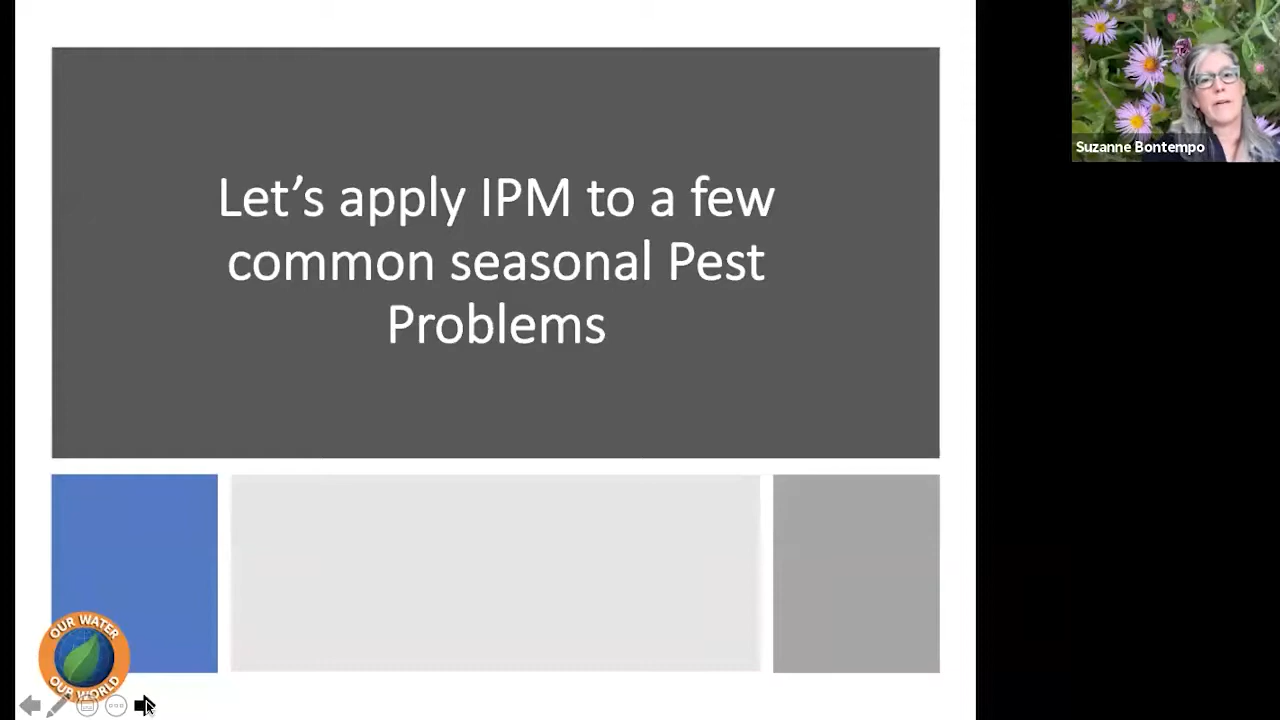 Let's apply IPM to a few
common seasonal Pest
Problems
Suzanne Bontempo
OUR WATER
OUR WORLD